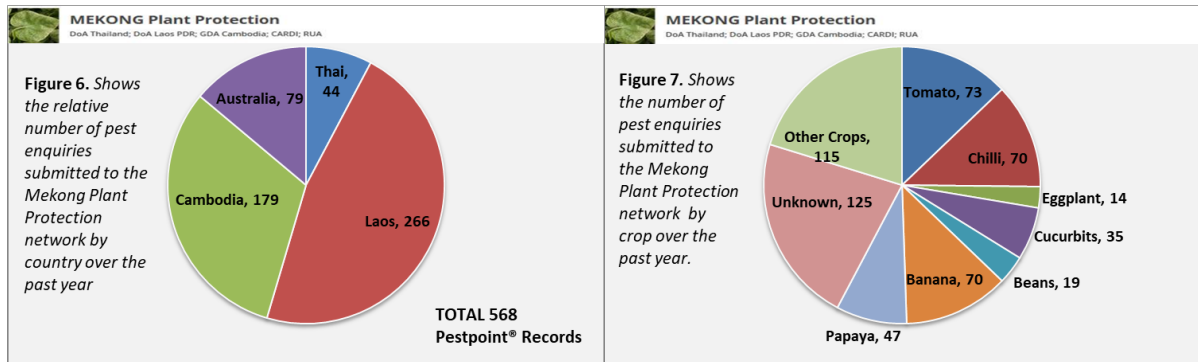 MEKONG Plant Protection
DoA Thailand; DoA Laos PDR; GDA Cambodia; CARDI; RUA
Figure 6. Shows
the relative
number of pest
enquiries
submitted to the
Mekong Plant
Protection
network by
country over the
past year
Thai,
44
Australia, 79
Cambodia, 179
Laos, 266
TOTAL 568
Pestpoint® Records
MEKONG Plant Protection
DoA Thailand; DoA Laos PDR; GDA Cambodia; CARDI; RUA
Figure 7. Shows
the number of
pest enquiries
submitted to
the Mekong
Plant Protection
network by
crop over the
past year.
Tomato, 73
Other Crops,
115
Chilli, 70
Eggplant, 14
Unknown, 125
Cucurbits, 35
Banana, 70
Beans, 19
Papaya, 47